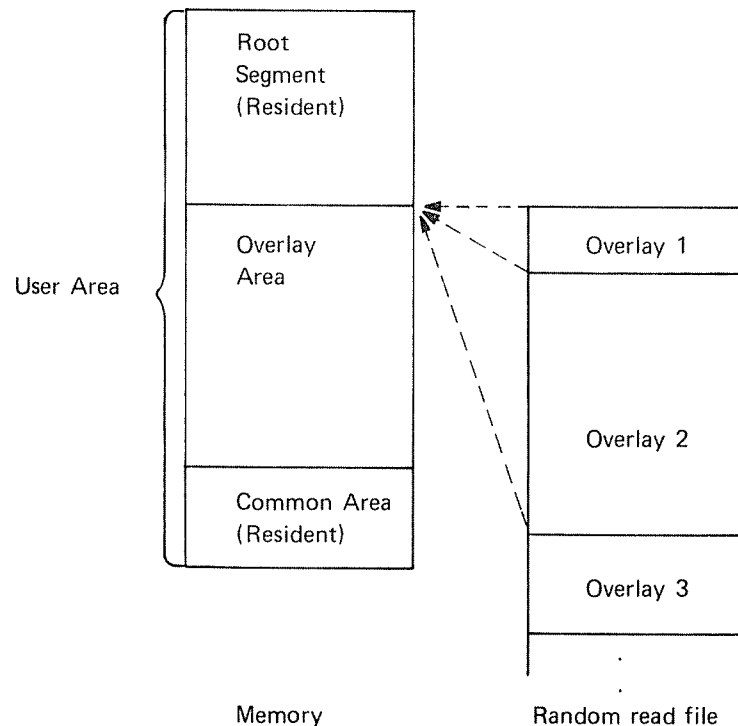 Root
Segment
(Resident)
Overlay
Area
User Area
Common Area
(Resident)
Overlay 1
Overlay 2
Overlay 3
Memory
Random read file